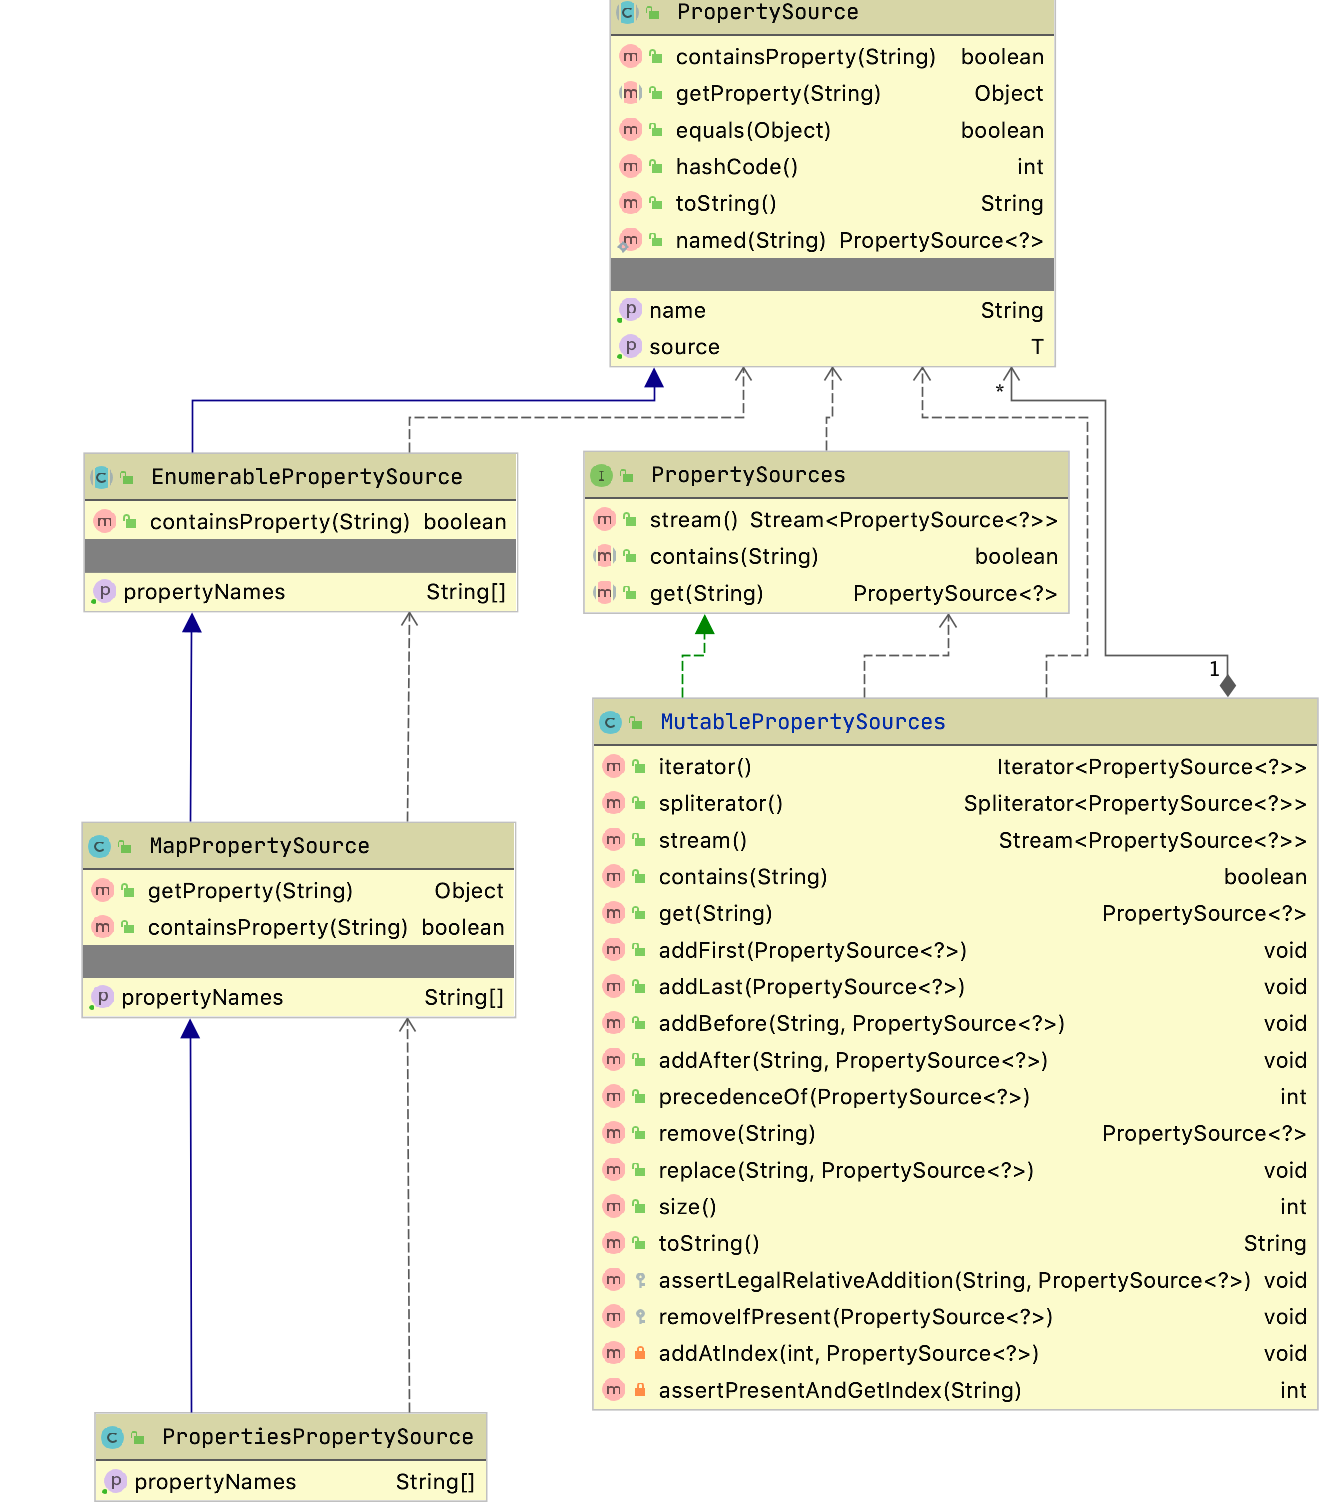 PropertySource
containsProperty(String) boolean
getProperty(String) Object
equals(Object) boolean
hashCode() int
toString() String
named(String) PropertySource<?>
name String
source T
*
EnumerablePropertySource
containsProperty(String) boolean
propertyNames String[]
PropertySources
stream() Stream<PropertySource<?>>
contains(String) boolean
get(String) PropertySource<?>
1
MapPropertySource
getProperty(String) Object
containsProperty(String) boolean
propertyNames String[]
MutablePropertySources
iterator() Iterator<PropertySource<?>>
spliterator() Spliterator<PropertySource<?>>
stream() Stream<PropertySource<?>>
contains(String) boolean
get(String) PropertySource<?>
addFirst(PropertySource<?>) void
addLast(PropertySource<?>) void
addBefore(String, PropertySource<?>) void
addAfter(String, PropertySource<?>) void
precedenceOf(PropertySource<?>) int
remove(String) PropertySource<?>
replace(String, PropertySource<?>) void
size() int
toString() String
assertLegalRelativeAddition(String, PropertySource<?>) void
removeIfPresent(PropertySource<?>) void
addAtIndex(int, PropertySource<?>) void
assertPresentAndGetIndex(String) int
PropertiesPropertySource
propertyNames String[]